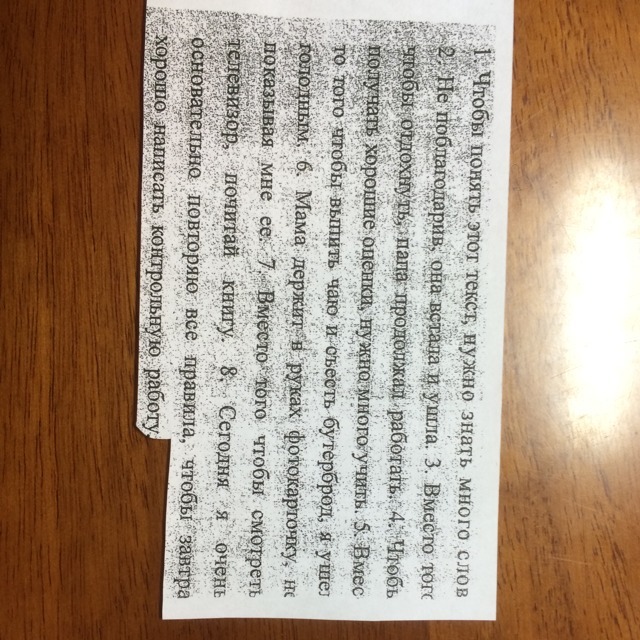 1. Чтобы понять этот текст, нужно знать много слов
2. Не поблагодарив, она встала и ушла. 3. Вместо того
чтобы отдохнуть, папа продолжал работать. 4. Чтобы
получать хорошие оценки, нужно много учить. 5. Вмес
то того чтобы выпить чаю и съесть бутерброд, я ушел
голодным. 6. Мама держит в руках фотокарточку, не
показывая мне ее. 7. Вместо того чтобы смотреть
телевизор, почитай книгу. 8. Сегодня я очень
основательно повторяю все правила, чтобы завтра
хорошо написать контрольную работу.